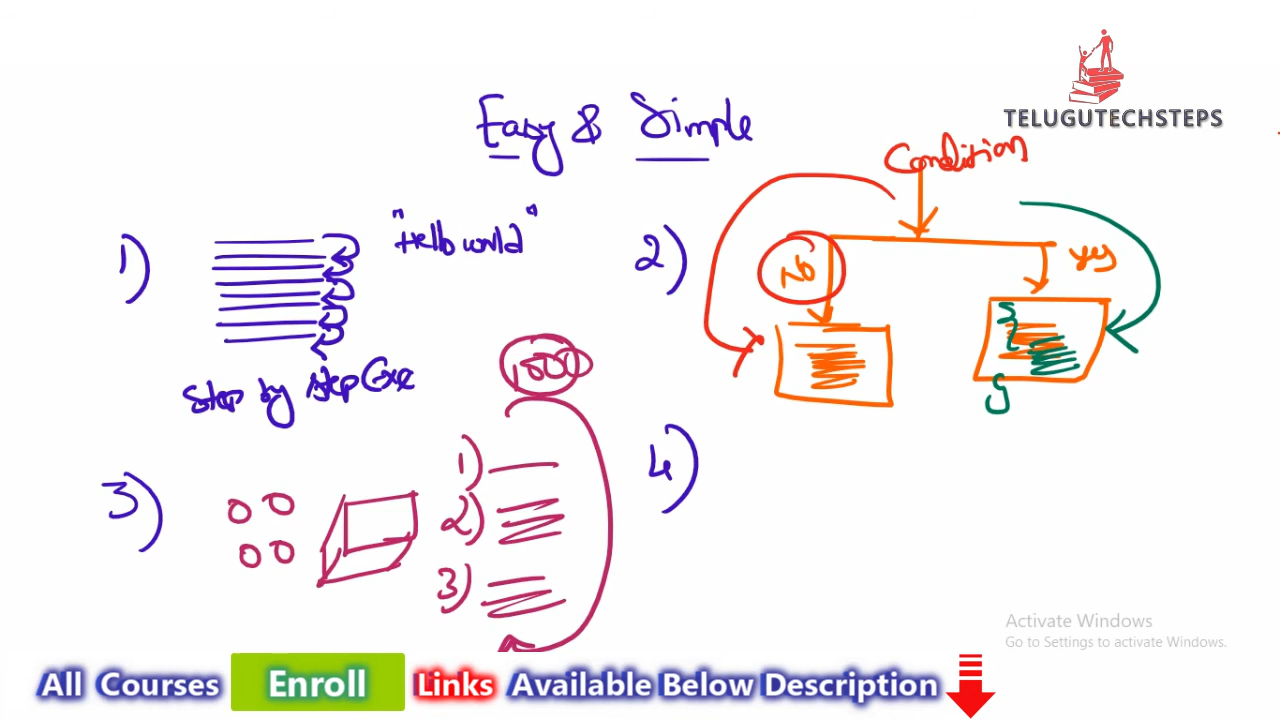 TELUGUTECHSTEPS
Easy & Simple
Condition
1)
"Hello world"
2)
No
yes
Step by step Exe
1000
3)
1)
2)
3)
4)
Activate Windows
Go to Settings to activate Windows.
All Courses Enroll Links Available Below Description